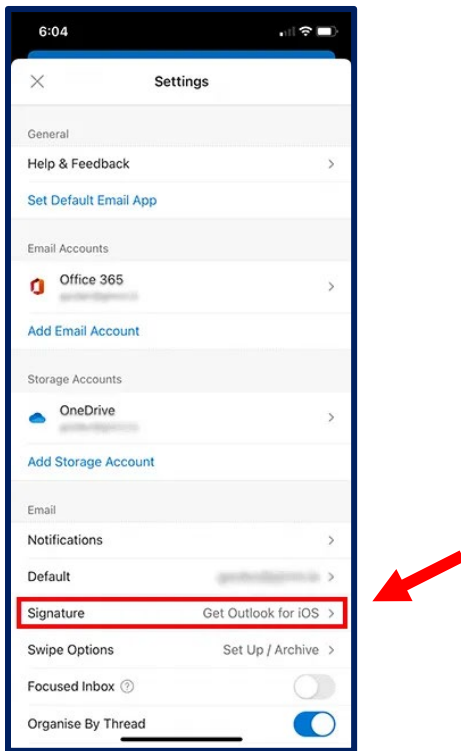 6:04
Settings
General
Help & Feedback
Set Default Email App
Email Accounts
Office 365
Add Email Account
Storage Accounts
OneDrive
Add Storage Account
Email
Notifications
Default
Signature Get Outlook for iOS
Swipe Options Set Up / Archive
Focused Inbox ?
Organise By Thread